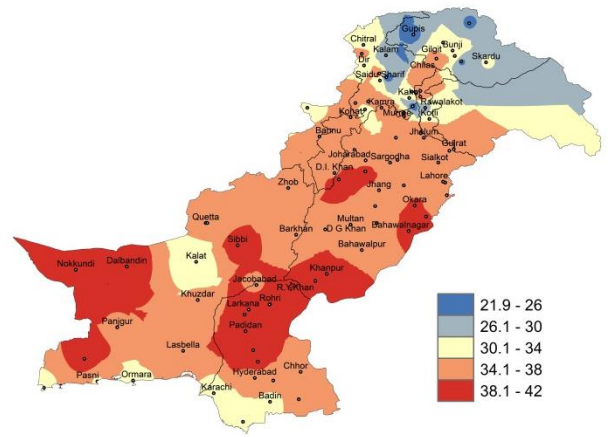 Gupis
Chitral
Kalam
Gilgit
Bunji
Skardu
Dir
Chilas
Saidu Sharif
Kakul
Kamra
Rawalakot
Kohat
Murree
Kotli
Bannu
Jhelum
Joharabad
Gujrat
D.I. Khan
Sargodha
Sialkot
Zhob
Jhang
Lahore
Okara
Quetta
Multan
Barkhan
D G Khan
Bahawalnagar
Sibbi
Bahawalpur
Kalat
Nokkundi
Dalbandin
Khanpur
Jacobabad
R.Y.Khan
Khuzdar
Larkana
Rohri
Panjgur
Padidan
Lasbella
Pasni
Ormara
Hyderabad
Chhor
Karachi
Badin
21.9 - 26
26.1 - 30
30.1 - 34
34.1 - 38
38.1 - 42